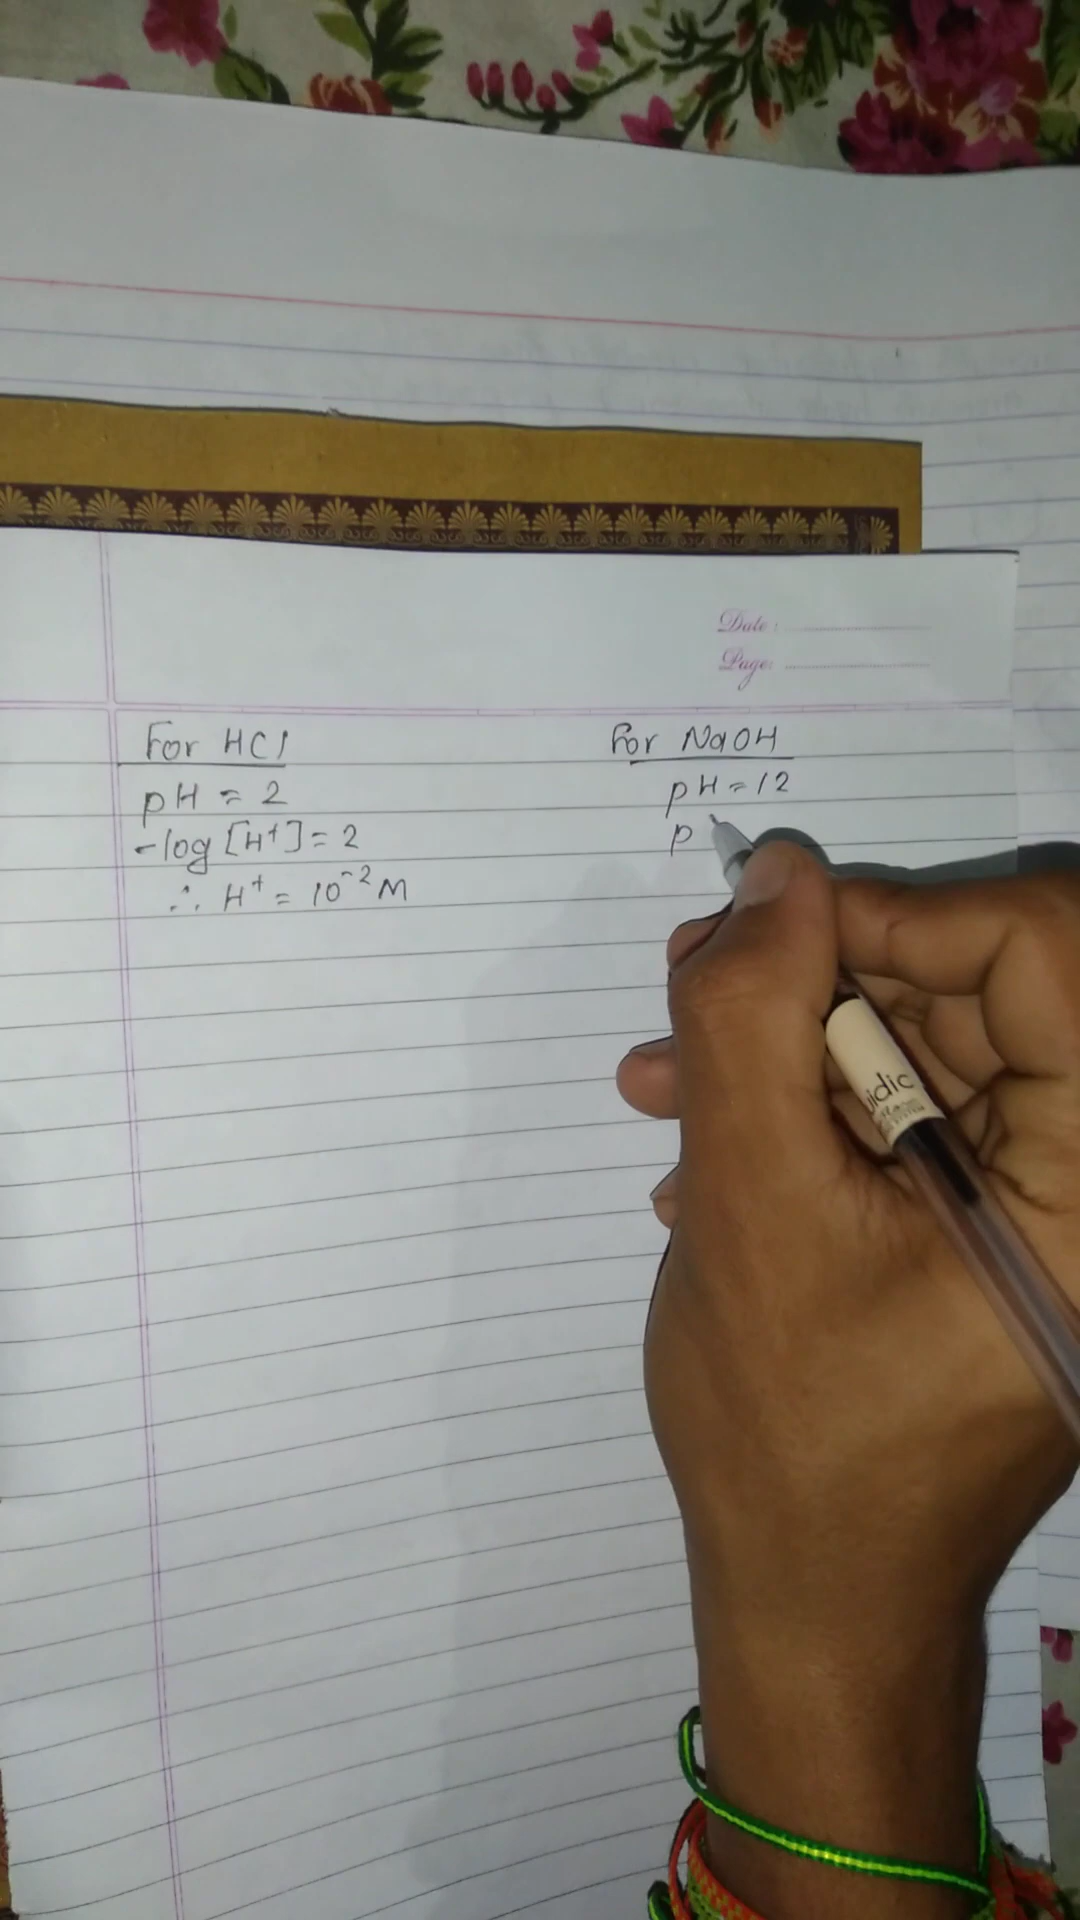 Date :
Page:
For HCl
pH = 2
-log [H+] = 2
∴ H+ = 10⁻² M
For NaOH
pH = 12
p
uidic